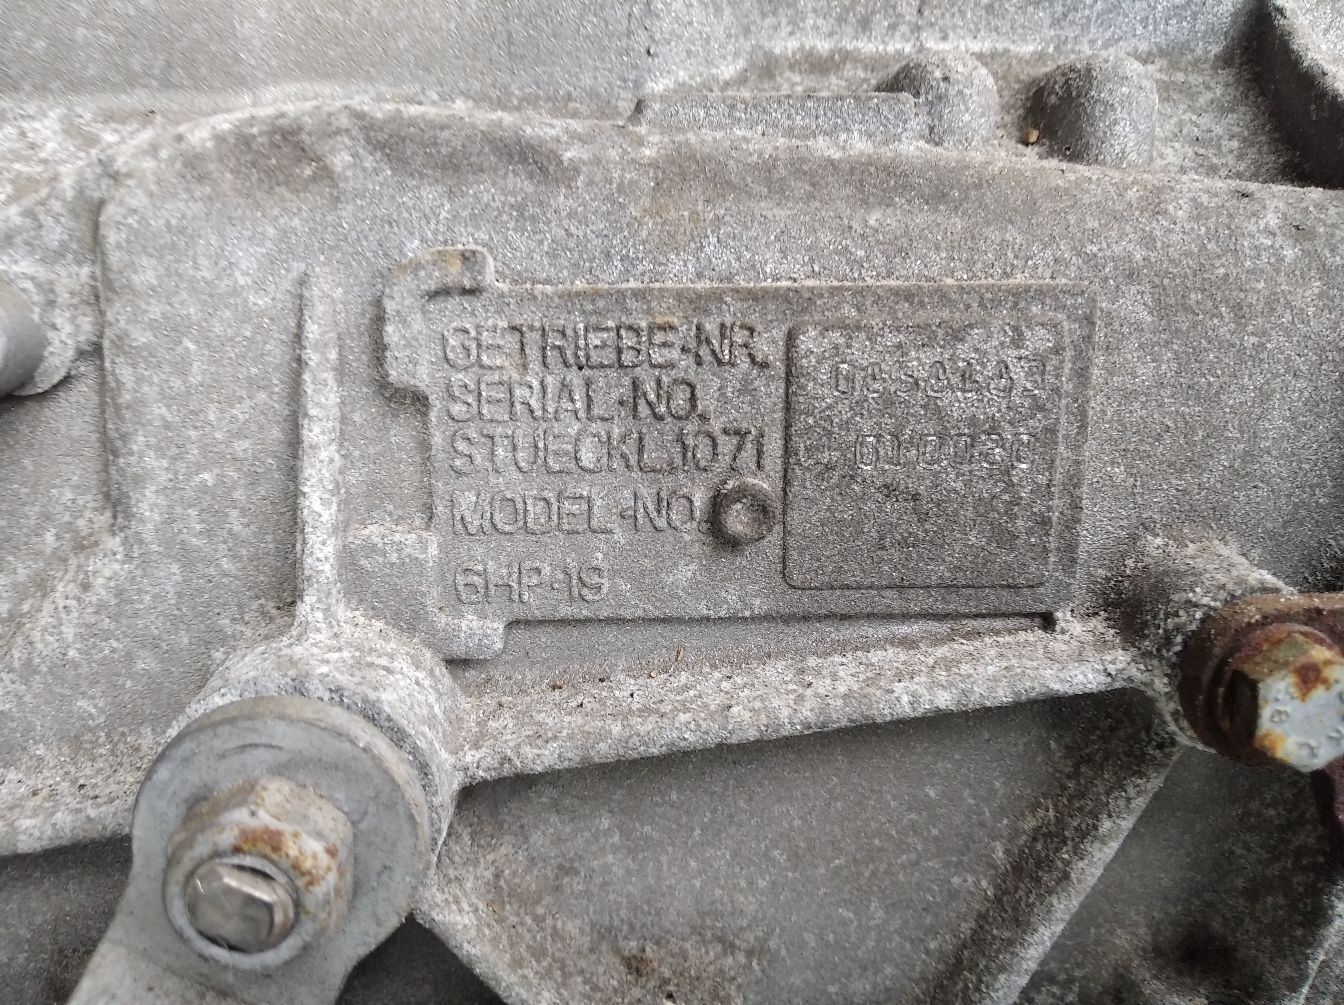 GETRIEBE-NR.
SERIAL-NO.
STUECKL.1071
MODEL-NO.
6HP-19